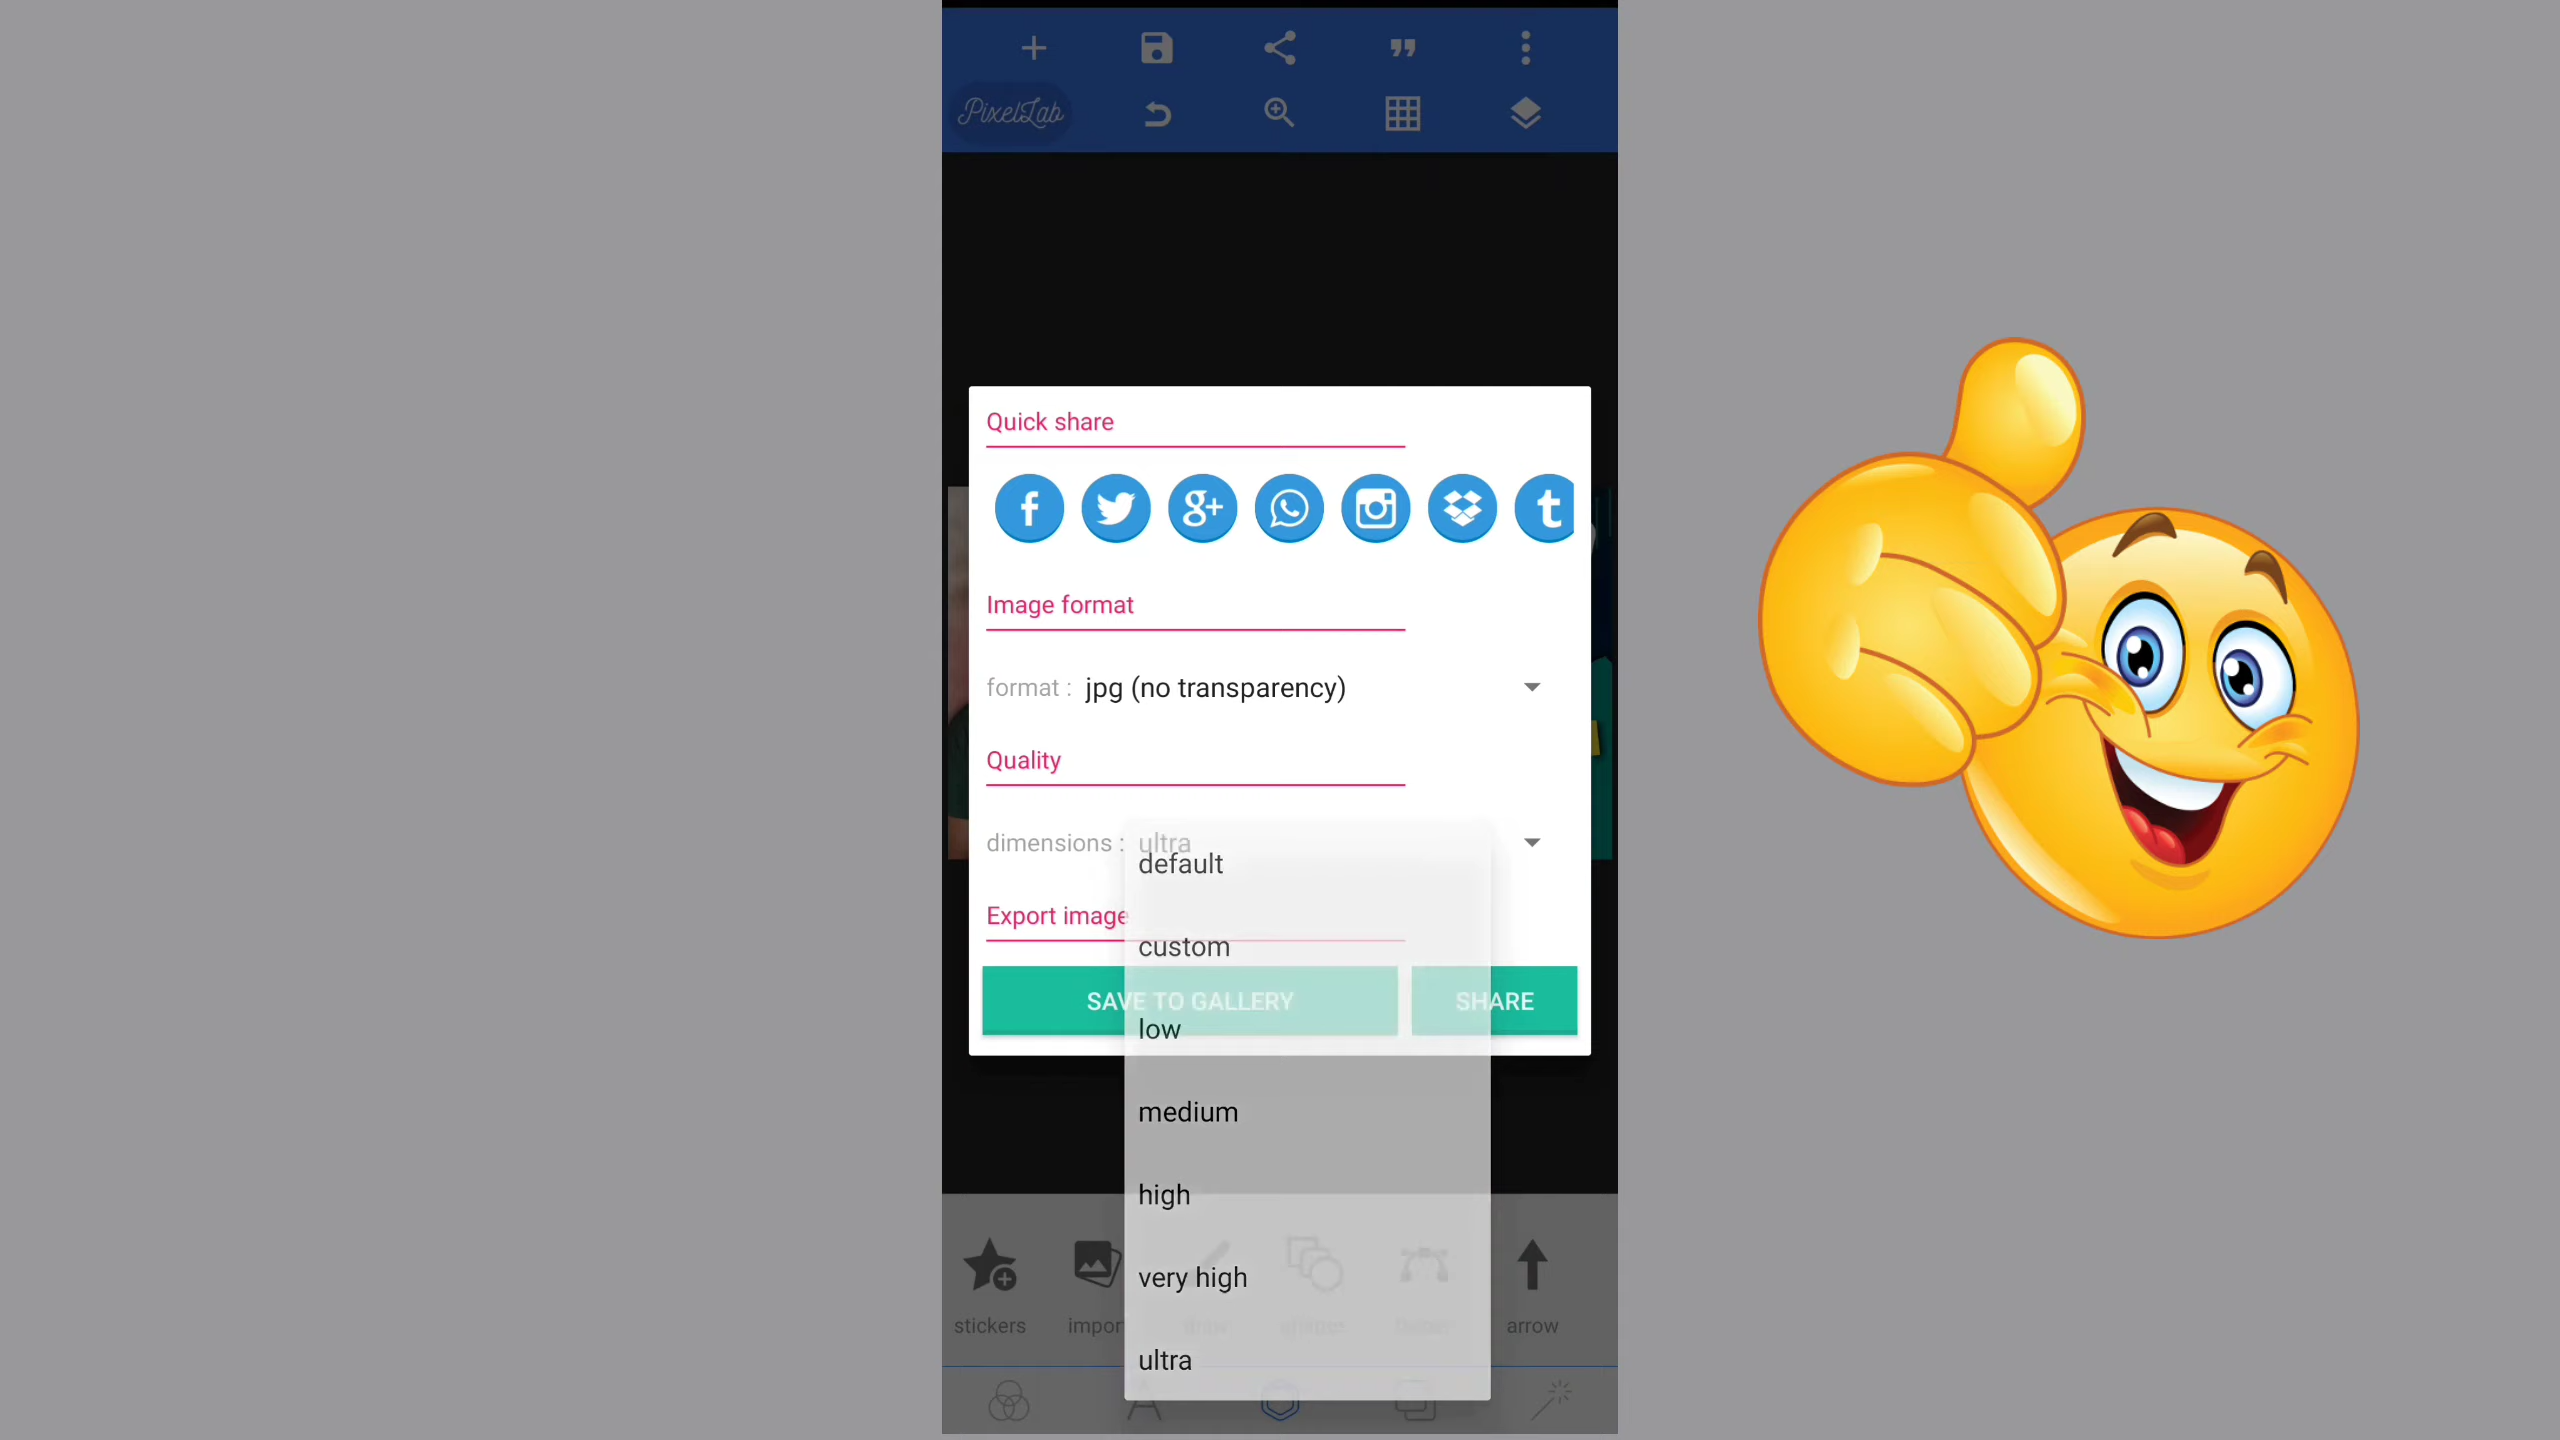 PixelLab
Quick share
Image format
format : jpg (no transparency)
Quality
dimensions : ultra
default
Export image
custom
SAVE TO GALLERY SHARE
low
medium
high
very high
stickers
arrow
ultra